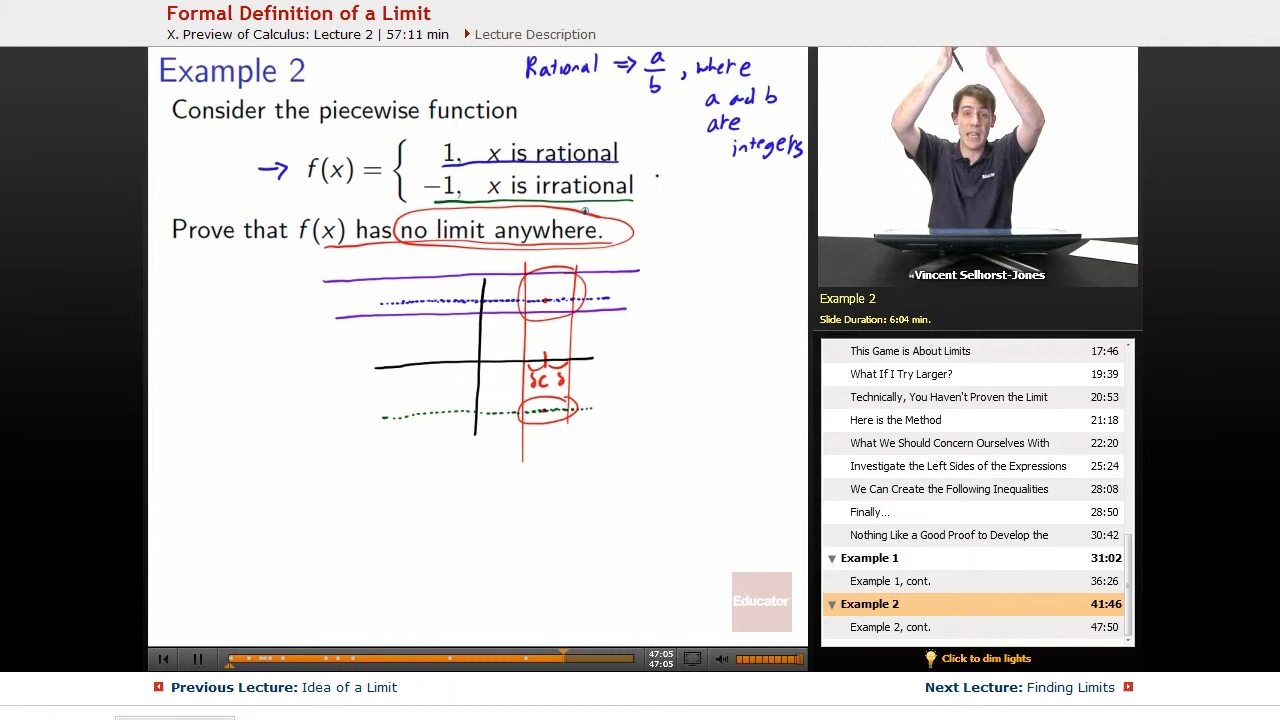 Formal Definition of a Limit
X. Preview of Calculus: Lecture 2 | 57:11 min
Lecture Description
Example 2
Rational ⇒ a/b, where
a and b
are
integers
Consider the piecewise function
→ f(x) = { 1, x is rational
−1, x is irrational .
Prove that f(x) has no limit anywhere.
δ c δ
Educator
Vincent Selhorst-Jones
Example 2
Slide Duration: 6:04 min.
This Game is About Limits 17:46
What If I Try Larger? 19:39
Technically, You Haven't Proven the Limit 20:53
Here is the Method 21:18
What We Should Concern Ourselves With 22:20
Investigate the Left Sides of the Expressions 25:24
We Can Create the Following Inequalities 28:08
Finally... 28:50
Nothing Like a Good Proof to Develop the 30:42
Example 1 31:02
Example 1, cont. 36:26
Example 2 41:46
Example 2, cont. 47:50
47:05
47:05
Click to dim lights
Previous Lecture: Idea of a Limit
Next Lecture: Finding Limits